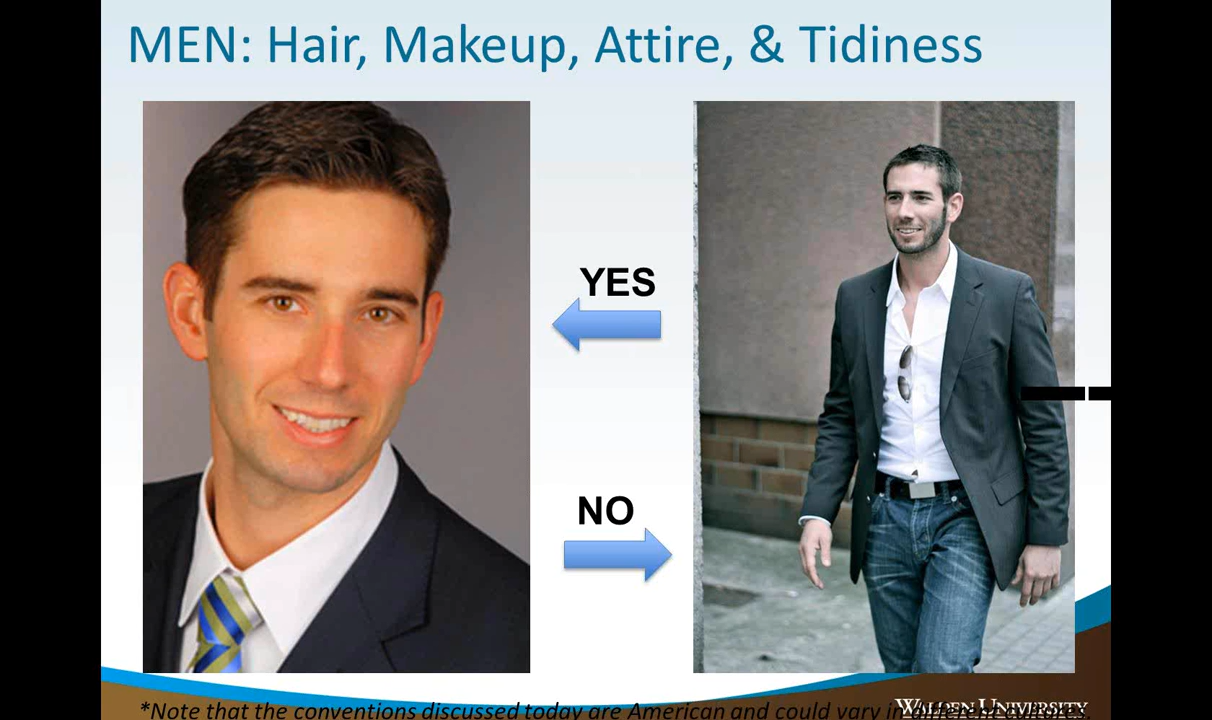 MEN: Hair, Makeup, Attire, & Tidiness
YES
NO
*Note that the conventions discussed today are American and could vary in
WALDEN UNIVERSITY